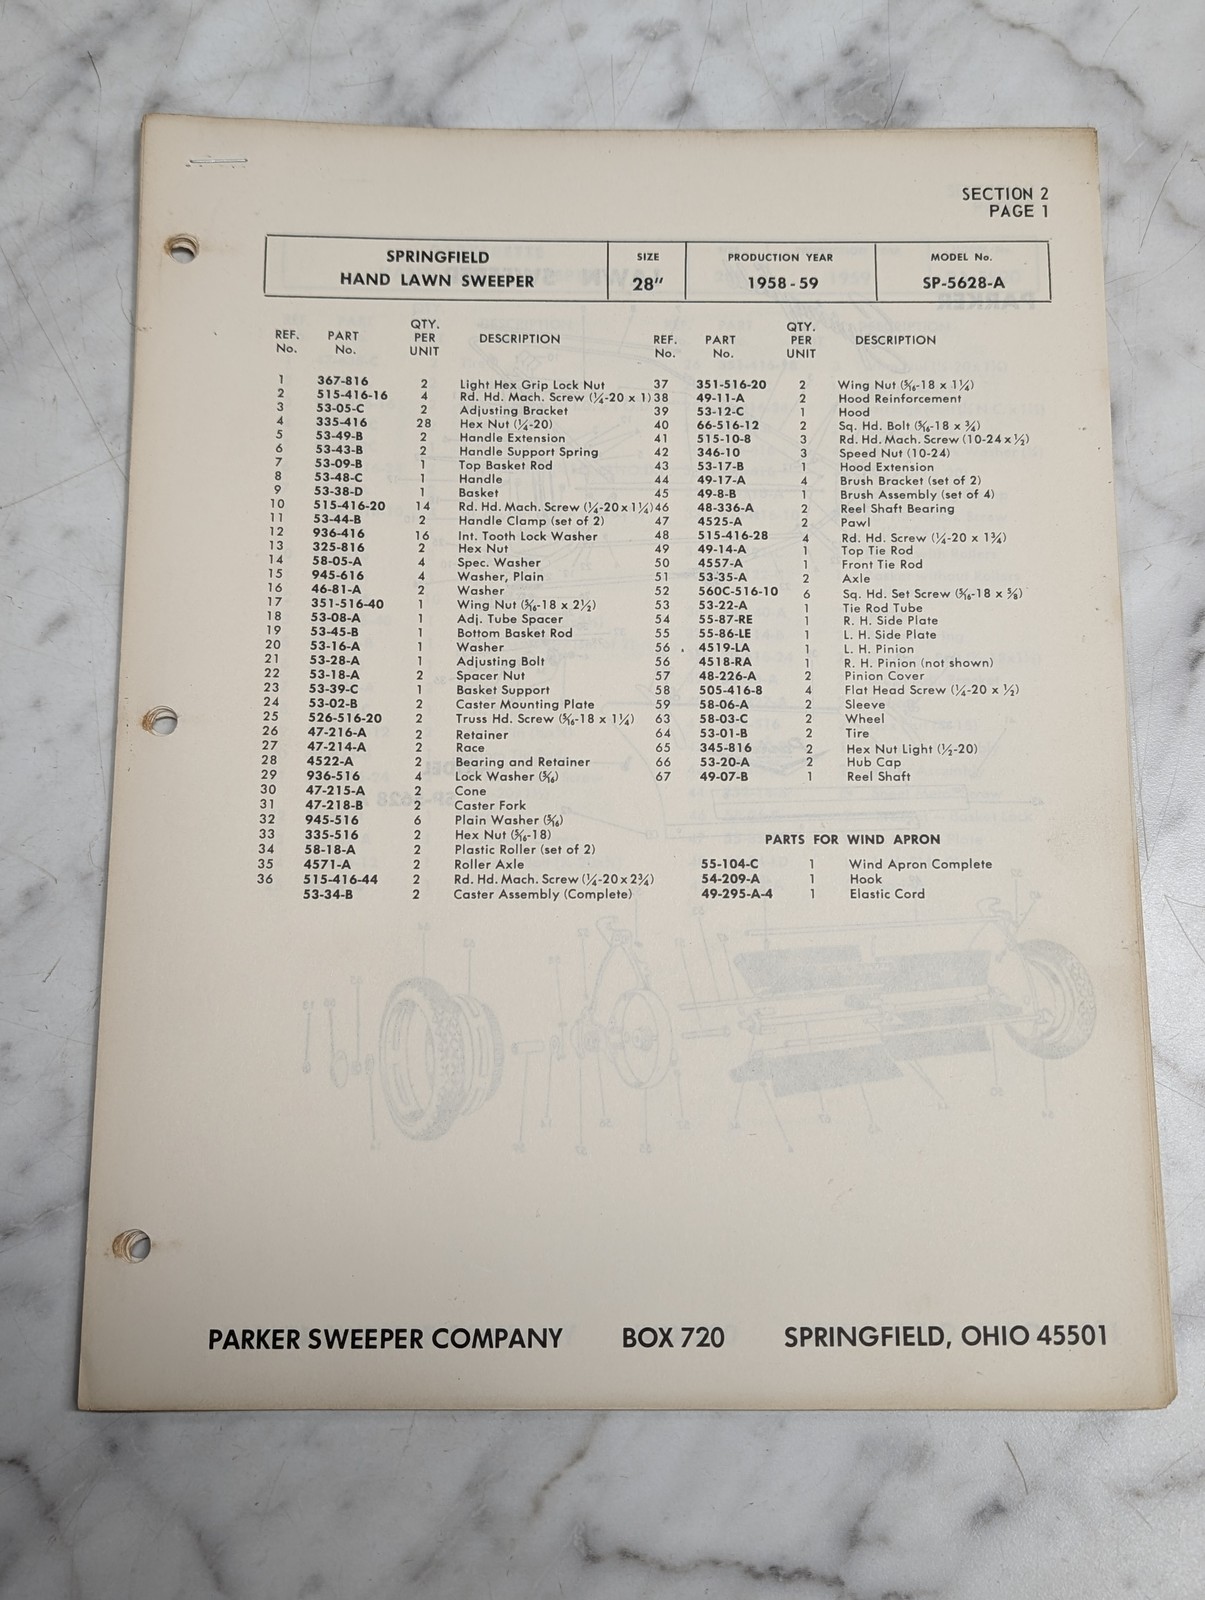 SECTION 2
PAGE 1
SPRINGFIELD
HAND LAWN SWEEPER
SIZE
28"
PRODUCTION YEAR
1958 - 59
MODEL No.
SP-5628-A
REF. No. PART No. QTY. PER UNIT DESCRIPTION
1 367-816 2 Light Hex Grip Lock Nut
2 515-416-16 4 Rd. Hd. Mach. Screw (¼-20 x 1)
3 53-05-C 2 Adjusting Bracket
4 335-416 28 Hex Nut (¼-20)
5 53-49-B 2 Handle Extension
6 53-43-B 2 Handle Support Spring
7 53-09-B 1 Top Basket Rod
8 53-48-C 1 Handle
9 53-38-D 1 Basket
10 515-416-20 14 Rd. Hd. Mach. Screw (¼-20 x 1¼)
11 53-44-B 2 Handle Clamp (set of 2)
12 936-416 16 Int. Tooth Lock Washer
13 325-816 2 Hex Nut
14 58-05-A 4 Spec. Washer
15 945-616 4 Washer, Plain
16 46-81-A 2 Washer
17 351-516-40 1 Wing Nut (5/16-18 x 2½)
18 53-08-A 1 Adj. Tube Spacer
19 53-45-B 1 Bottom Basket Rod
20 53-16-A 1 Washer
21 53-28-A 1 Adjusting Bolt
22 53-18-A 2 Spacer Nut
23 53-39-C 1 Basket Support
24 53-02-B 2 Caster Mounting Plate
25 526-516-20 2 Truss Hd. Screw (5/16-18 x 1¼)
26 47-216-A 2 Retainer
27 47-214-A 2 Race
28 4522-A 2 Bearing and Retainer
29 936-516 4 Lock Washer (5/16)
30 47-215-A 2 Cone
31 47-218-B 2 Caster Fork
32 945-516 6 Plain Washer (5/16)
33 335-516 2 Hex Nut (5/16-18)
34 58-18-A 2 Plastic Roller (set of 2)
35 4571-A 2 Roller Axle
36 515-416-44 2 Rd. Hd. Mach. Screw (¼-20 x 2¾)
53-34-B 2 Caster Assembly (Complete)
REF. No. PART No. QTY. PER UNIT DESCRIPTION
37 351-516-20 2 Wing Nut (5/16-18 x 1¼)
38 49-11-A 2 Hood Reinforcement
39 53-12-C 1 Hood
40 66-516-12 2 Sq. Hd. Bolt (5/16-18 x ¾)
41 515-10-8 3 Rd. Hd. Mach. Screw (10-24 x ½)
42 346-10 3 Speed Nut (10-24)
43 53-17-B 1 Hood Extension
44 49-17-A 4 Brush Bracket (set of 2)
45 49-8-B 1 Brush Assembly (set of 4)
46 48-336-A 2 Reel Shaft Bearing
47 4525-A 2 Pawl
48 515-416-28 4 Rd. Hd. Screw (¼-20 x 1¾)
49 49-14-A 1 Top Tie Rod
50 4557-A 1 Front Tie Rod
51 53-35-A 2 Axle
52 560C-516-10 6 Sq. Hd. Set Screw (5/16-18 x 5/8)
53 53-22-A 1 Tie Rod Tube
54 55-87-RE 1 R. H. Side Plate
55 55-86-LE 1 L. H. Side Plate
56 4519-LA 1 L. H. Pinion
56 4518-RA 1 R. H. Pinion (not shown)
57 48-226-A 2 Pinion Cover
58 505-416-8 4 Flat Head Screw (¼-20 x ½)
59 58-06-A 2 Sleeve
63 58-03-C 2 Wheel
64 53-01-B 2 Tire
65 345-816 2 Hex Nut Light (½-20)
66 53-20-A 2 Hub Cap
67 49-07-B 1 Reel Shaft
PARTS FOR WIND APRON
55-104-C 1 Wind Apron Complete
54-209-A 1 Hook
49-295-A-4 1 Elastic Cord
PARKER SWEEPER COMPANY BOX 720 SPRINGFIELD, OHIO 45501